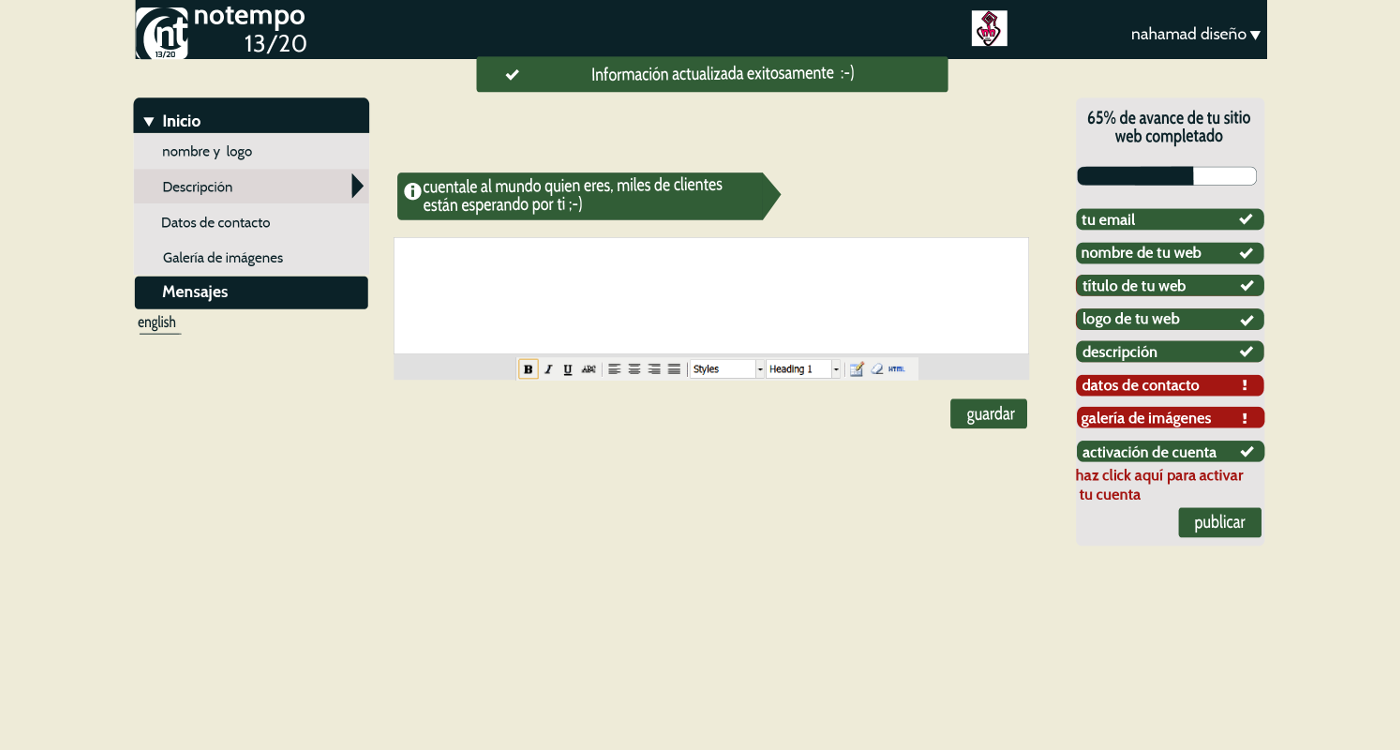 notempo
13/20
nt
13/20
nahamad diseño
Información actualizada exitosamente :-)
Inicio
nombre y logo
Descripción
Datos de contacto
Galería de imágenes
Mensajes
english
cuentale al mundo quien eres, miles de clientes
están esperando por ti ;-)
B I U ABC Styles Heading 1 HTML
guardar
65% de avance de tu sitio
web completado
tu email
nombre de tu web
título de tu web
logo de tu web
descripción
datos de contacto !
galería de imágenes !
activación de cuenta
haz click aquí para activar
tu cuenta
publicar